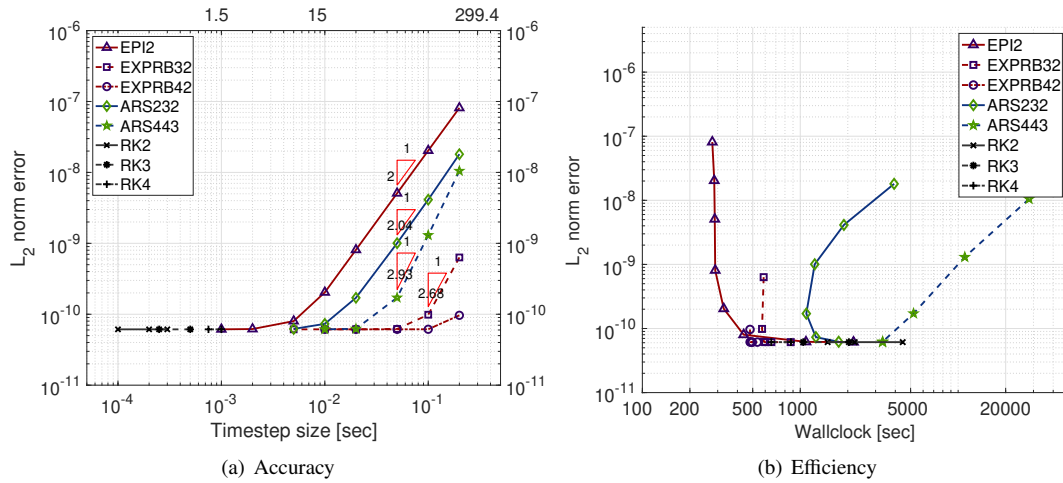 1.5 15 299.4
10^-6 10^-6
10^-7 10^-7
10^-8 10^-8
10^-9 10^-9
10^-10 10^-10
10^-11 10^-11
L_2 norm error
EPI2
EXPRB32
EXPRB42
ARS232
ARS443
RK2
RK3
RK4
1
2
1
2.04
1
2.93
1
2.68
10^-4 10^-3 10^-2 10^-1
Timestep size [sec]
(a) Accuracy
10^-5
10^-6
10^-7
10^-8
10^-9
10^-10
10^-11
L_2 norm error
EPI2
EXPRB32
EXPRB42
ARS232
ARS443
RK2
RK3
RK4
100 200 500 1000 5000 20000
Wallclock [sec]
(b) Efficiency